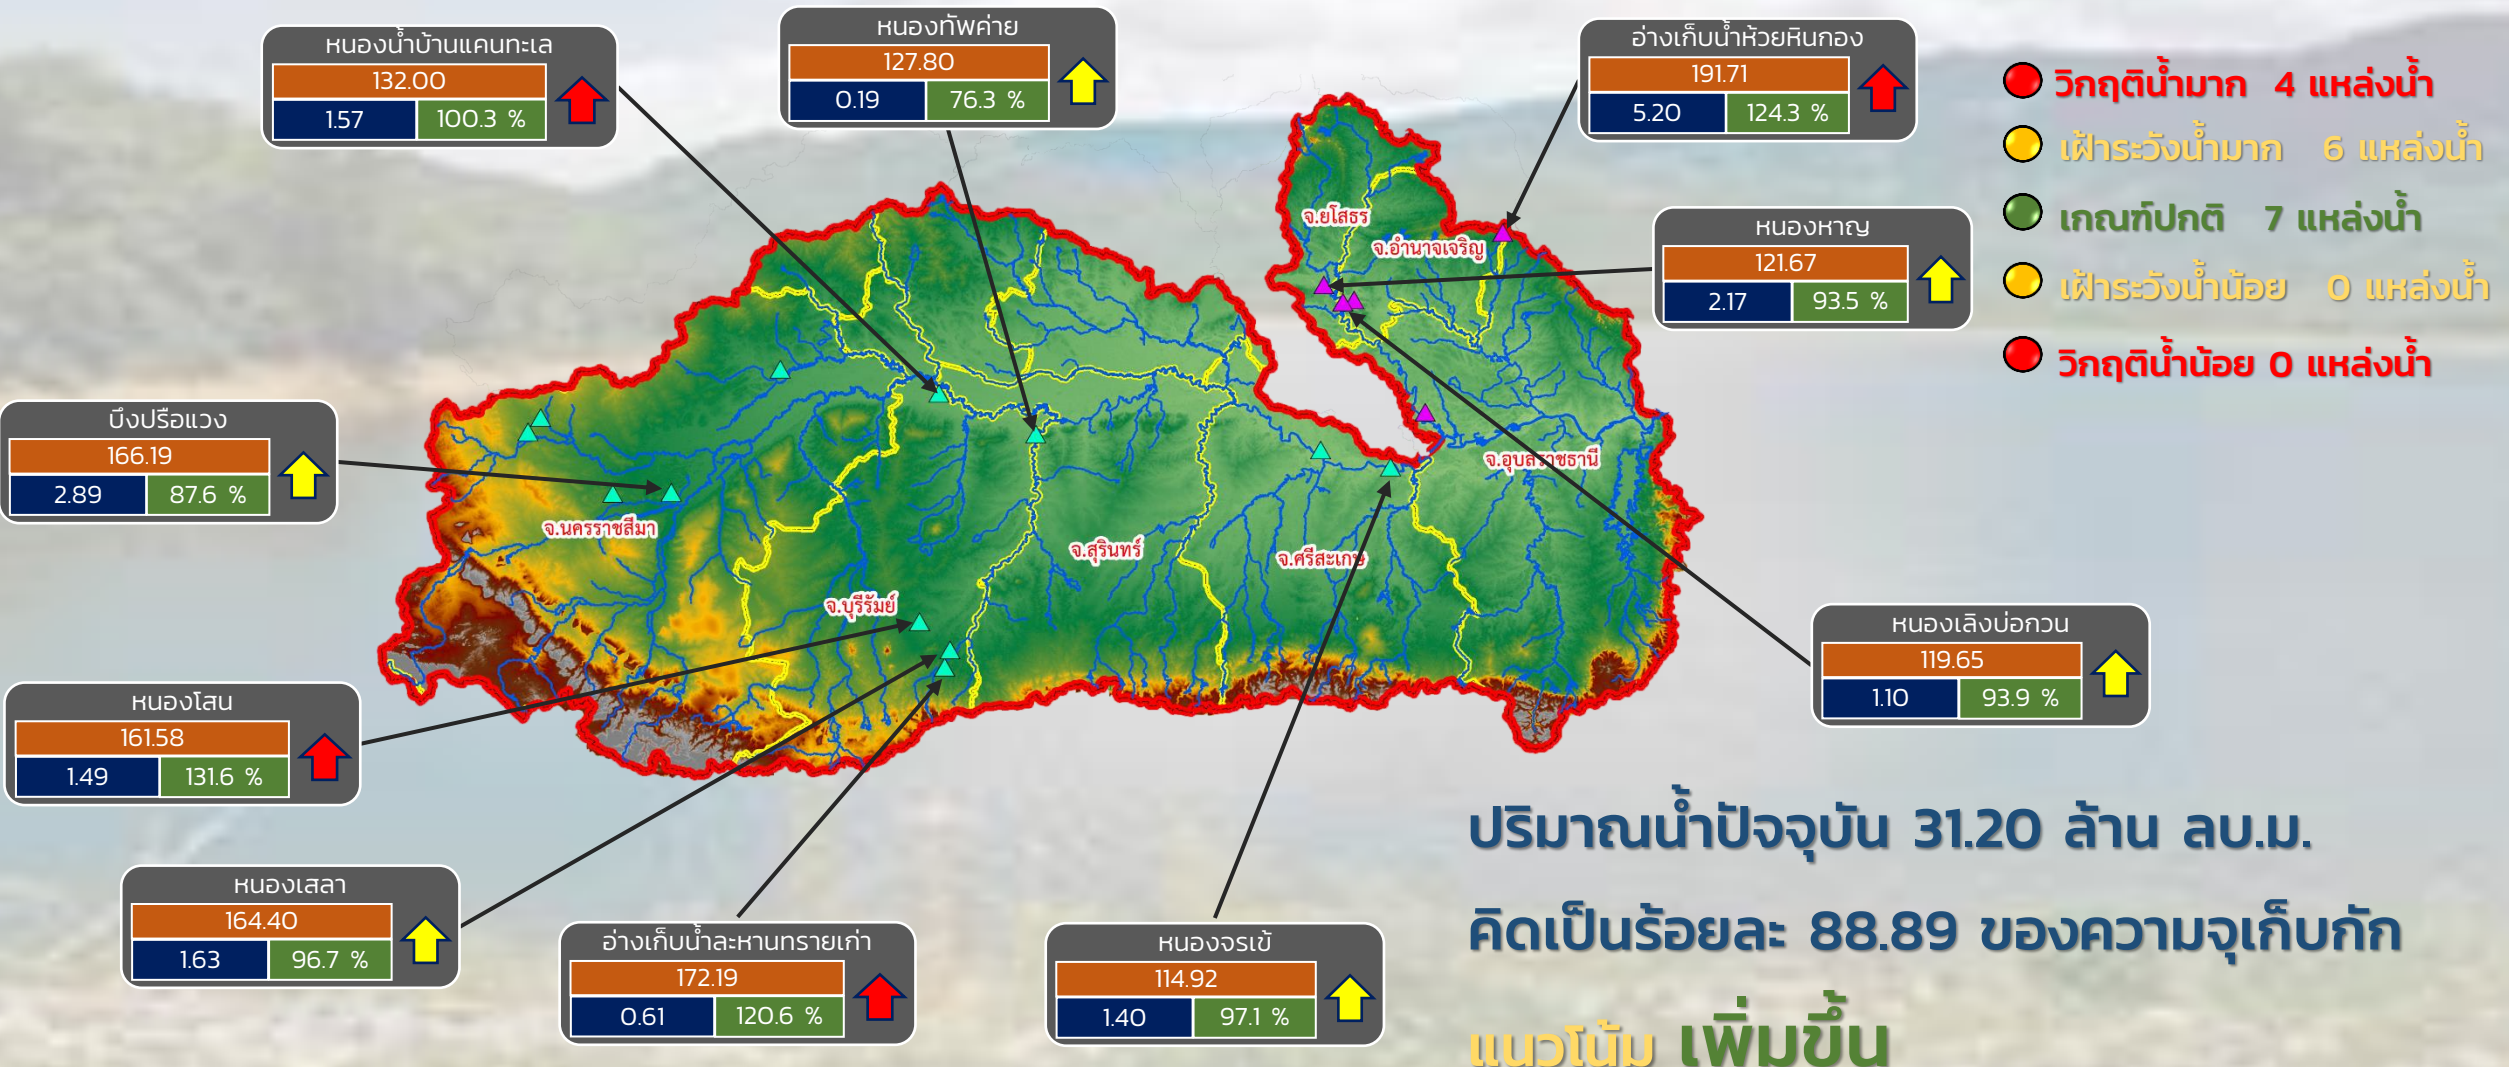 หนองน้ำบ้านแคนทะเล
132.00
1.57 100.3 %
หนองทัพค่าย
127.80
0.19 76.3 %
อ่างเก็บน้ำห้วยหินกอง
191.71
5.20 124.3 %
วิกฤติน้ำมาก 4 แหล่งน้ำ
เฝ้าระวังน้ำมาก 6 แหล่งน้ำ
เกณฑ์ปกติ 7 แหล่งน้ำ
เฝ้าระวังน้ำน้อย 0 แหล่งน้ำ
วิกฤติน้ำน้อย 0 แหล่งน้ำ
หนองหาญ
121.67
2.17 93.5 %
จ.ยโสธร
จ.อำนาจเจริญ
บึงปรือแวง
166.19
2.89 87.6 %
จ.นครราชสีมา
จ.บุรีรัมย์
จ.สุรินทร์
จ.ศรีสะเกษ
จ.อุบลราชธานี
หนองเลิงบ่อกวน
119.65
1.10 93.9 %
หนองโสน
161.58
1.49 131.6 %
หนองเสลา
164.40
1.63 96.7 %
อ่างเก็บน้ำละหานทรายเก่า
172.19
0.61 120.6 %
หนองจรเข้
114.92
1.40 97.1 %
ปริมาณน้ำปัจจุบัน 31.20 ล้าน ลบ.ม.
คิดเป็นร้อยละ 88.89 ของความจุเก็บกัก
แนวโน้ม เพิ่มขึ้น